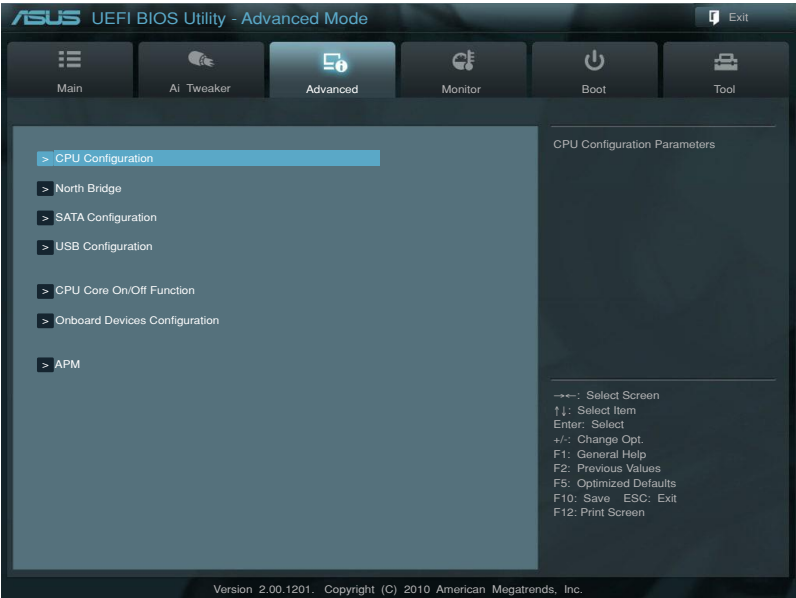 ASUS UEFI BIOS Utility - Advanced Mode
Exit
Main
Ai Tweaker
Advanced
Monitor
Boot
Tool
> CPU Configuration
> North Bridge
> SATA Configuration
> USB Configuration
> CPU Core On/Off Function
> Onboard Devices Configuration
> APM
CPU Configuration Parameters
→←: Select Screen
↑↓: Select Item
Enter: Select
+/-: Change Opt.
F1: General Help
F2: Previous Values
F5: Optimized Defaults
F10: Save ESC: Exit
F12: Print Screen
Version 2.00.1201. Copyright (C) 2010 American Megatrends, Inc.